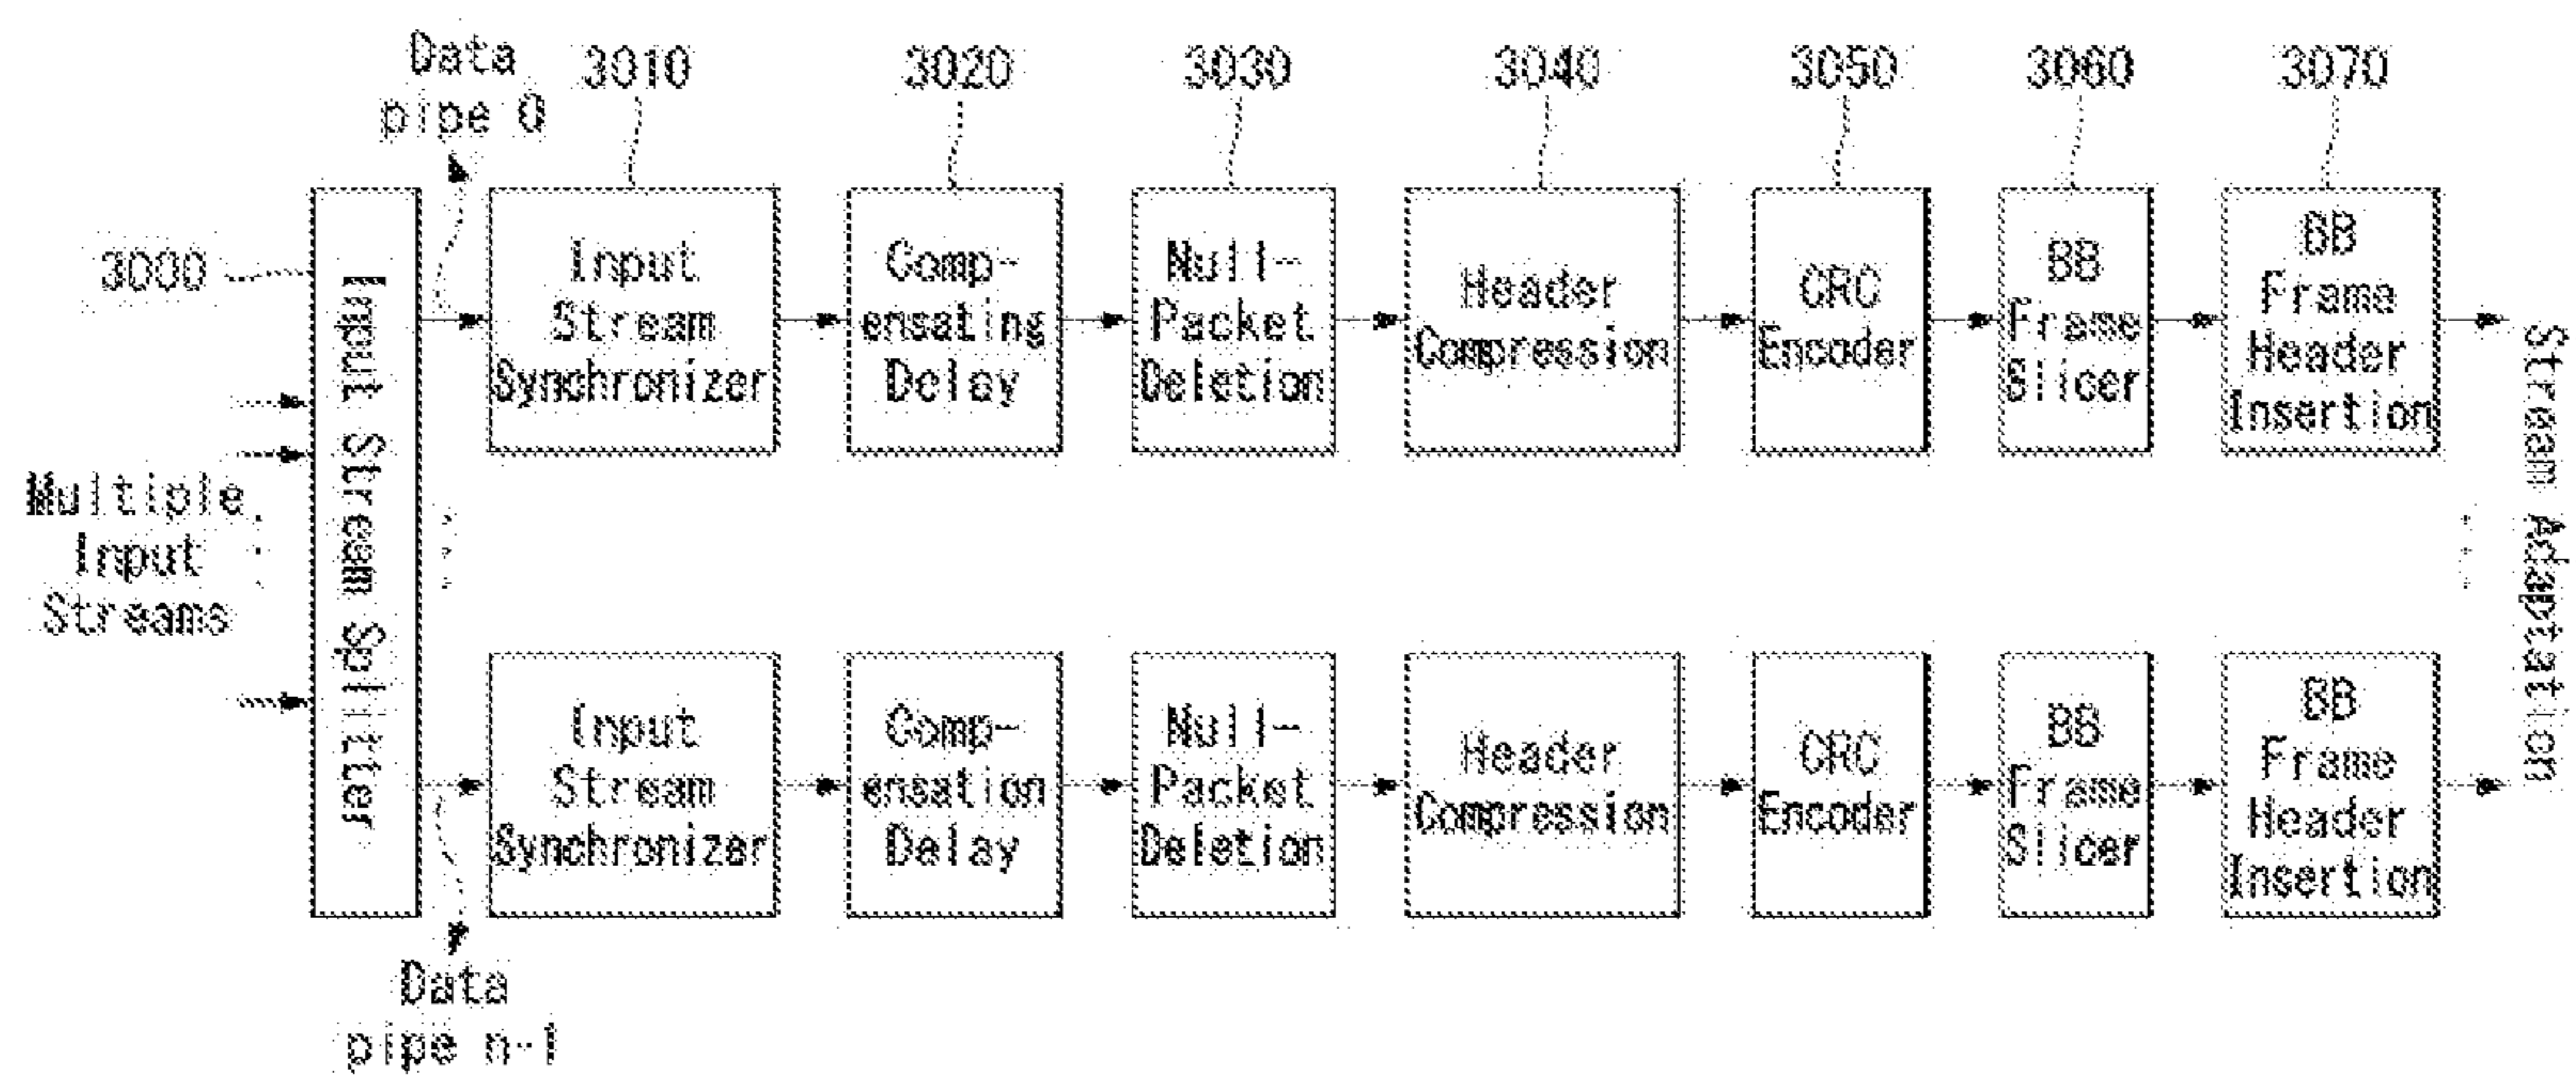 Data
pipe 0
3010
3020
3030
3040
3050
3060
3070
3000
Input Stream Splitter
Multiple
Input
Streams
Input
Stream
Synchronizer
Comp-
ensating
Delay
Null-
Packet
Deletion
Header
Compression
CRC
Encoder
BB
Frame
Slicer
BB
Frame
Header
Insertion
Stream Adaptation
Input
Stream
Synchronizer
Comp-
ensation
Delay
Null-
Packet
Deletion
Header
Compression
CRC
Encoder
BB
Frame
Slicer
BB
Frame
Header
Insertion
Data
pipe n-1